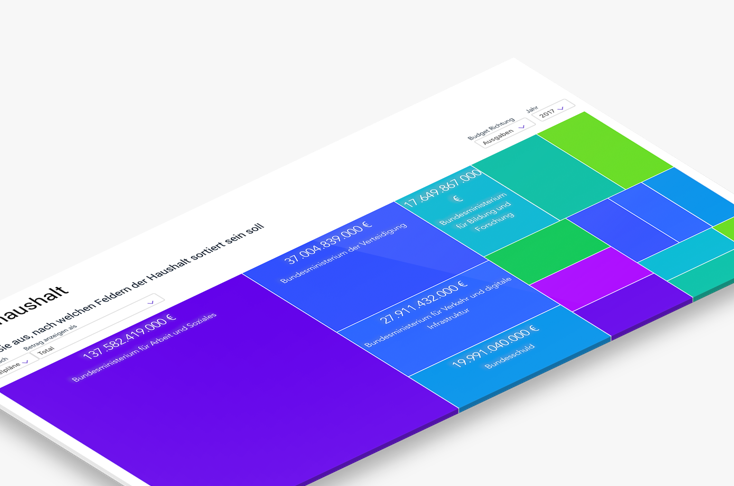 haushalt
Sie aus, nach welchen Feldern der Haushalt sortiert sein soll
Betrag anzeigen als
Total
Budget Richtung
Ausgaben
Jahr
2017
137.582.419.000 €
Bundesministerium für Arbeit und Soziales
37.004.839.000 €
Bundesministerium der Verteidigung
17.649.867.000
€
Bundesministerium
für Bildung und
Forschung
27.911.432.000 €
Bundesministerium für Verkehr und digitale
Infrastruktur
19.991.040.000 €
Bundesschuld